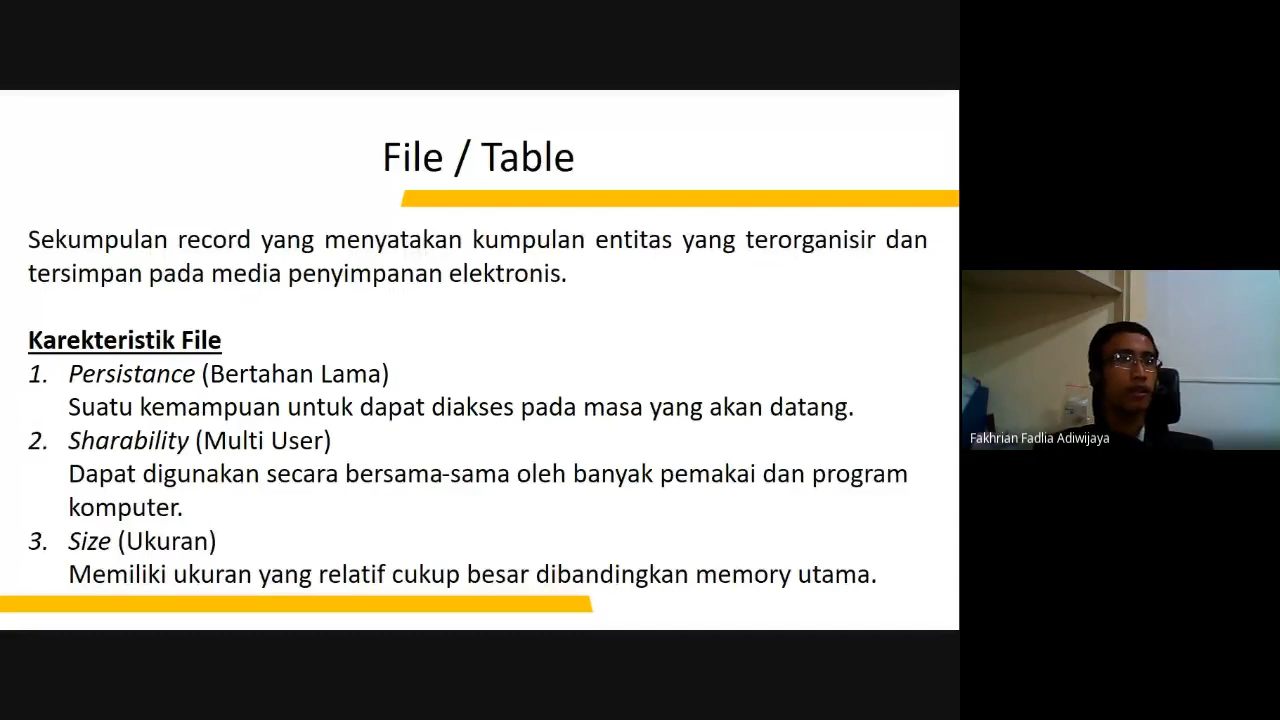 File / Table
Sekumpulan record yang menyatakan kumpulan entitas yang terorganisir dan
tersimpan pada media penyimpanan elektronis.
Karekteristik File
1. Persistance (Bertahan Lama)
Suatu kemampuan untuk dapat diakses pada masa yang akan datang.
2. Sharability (Multi User)
Dapat digunakan secara bersama-sama oleh banyak pemakai dan program
komputer.
3. Size (Ukuran)
Memiliki ukuran yang relatif cukup besar dibandingkan memory utama.
Fakhrian Fadlia Adiwijaya